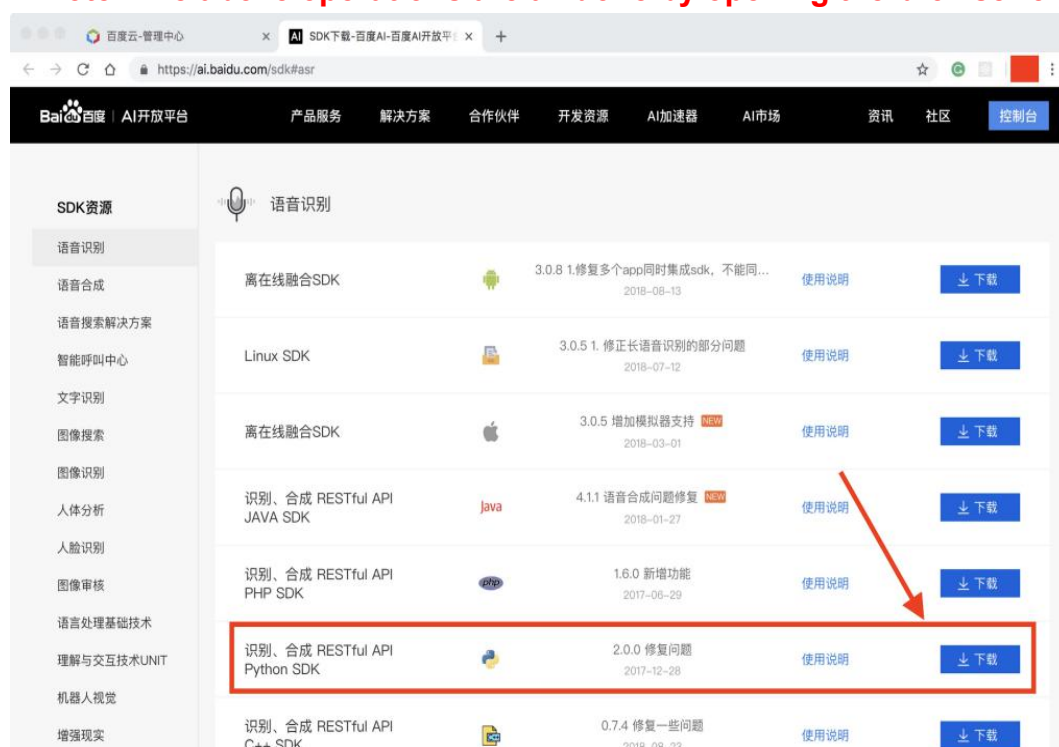 百度云-管理中心 × AI SDK下载-百度AI-百度AI开放平台 × +
https://ai.baidu.com/sdk#asr
Bai百度 | AI开放平台 产品服务 解决方案 合作伙伴 开发资源 AI加速器 AI市场 资讯 社区 控制台
SDK资源
语音识别
语音合成
语音搜索解决方案
智能呼叫中心
文字识别
图像搜索
图像识别
人体分析
人脸识别
图像审核
语言处理基础技术
理解与交互技术UNIT
机器人视觉
增强现实
语音识别
离在线融合SDK
3.0.8 1.修复多个app同时集成sdk，不能同...
2018-08-13
使用说明
下载
Linux SDK
3.0.5 1. 修正长语音识别的部分问题
2018-07-12
使用说明
下载
离在线融合SDK
3.0.5 增加模拟器支持 NEW
2018-03-01
使用说明
下载
识别、合成 RESTful API
JAVA SDK
Java
4.1.1 语音合成问题修复 NEW
2018-01-27
使用说明
下载
识别、合成 RESTful API
PHP SDK
php
1.6.0 新增功能
2017-06-29
使用说明
下载
识别、合成 RESTful API
Python SDK
2.0.0 修复问题
2017-12-28
使用说明
下载
识别、合成 RESTful API
C++ SDK
0.7.4 修复一些问题
2018-08-23
使用说明
下载